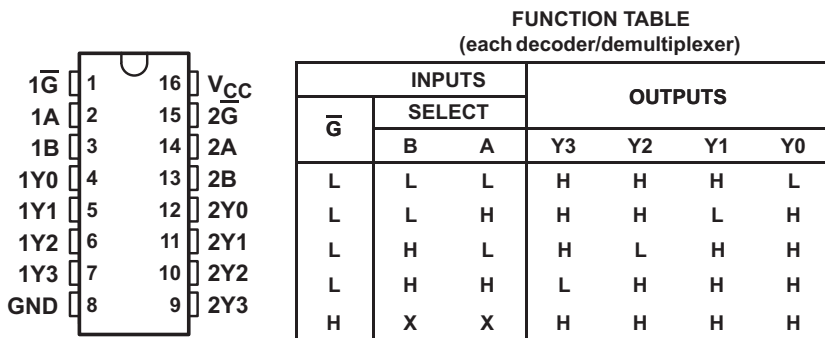 1G̅ 1 16 VCC
1A 2 15 2G̅
1B 3 14 2A
1Y0 4 13 2B
1Y1 5 12 2Y0
1Y2 6 11 2Y1
1Y3 7 10 2Y2
GND 8 9 2Y3
FUNCTION TABLE
(each decoder/demultiplexer)
INPUTS OUTPUTS
G̅ SELECT
B A Y3 Y2 Y1 Y0
L L L H H H L
L L H H H L H
L H L H L H H
L H H L H H H
H X X H H H H